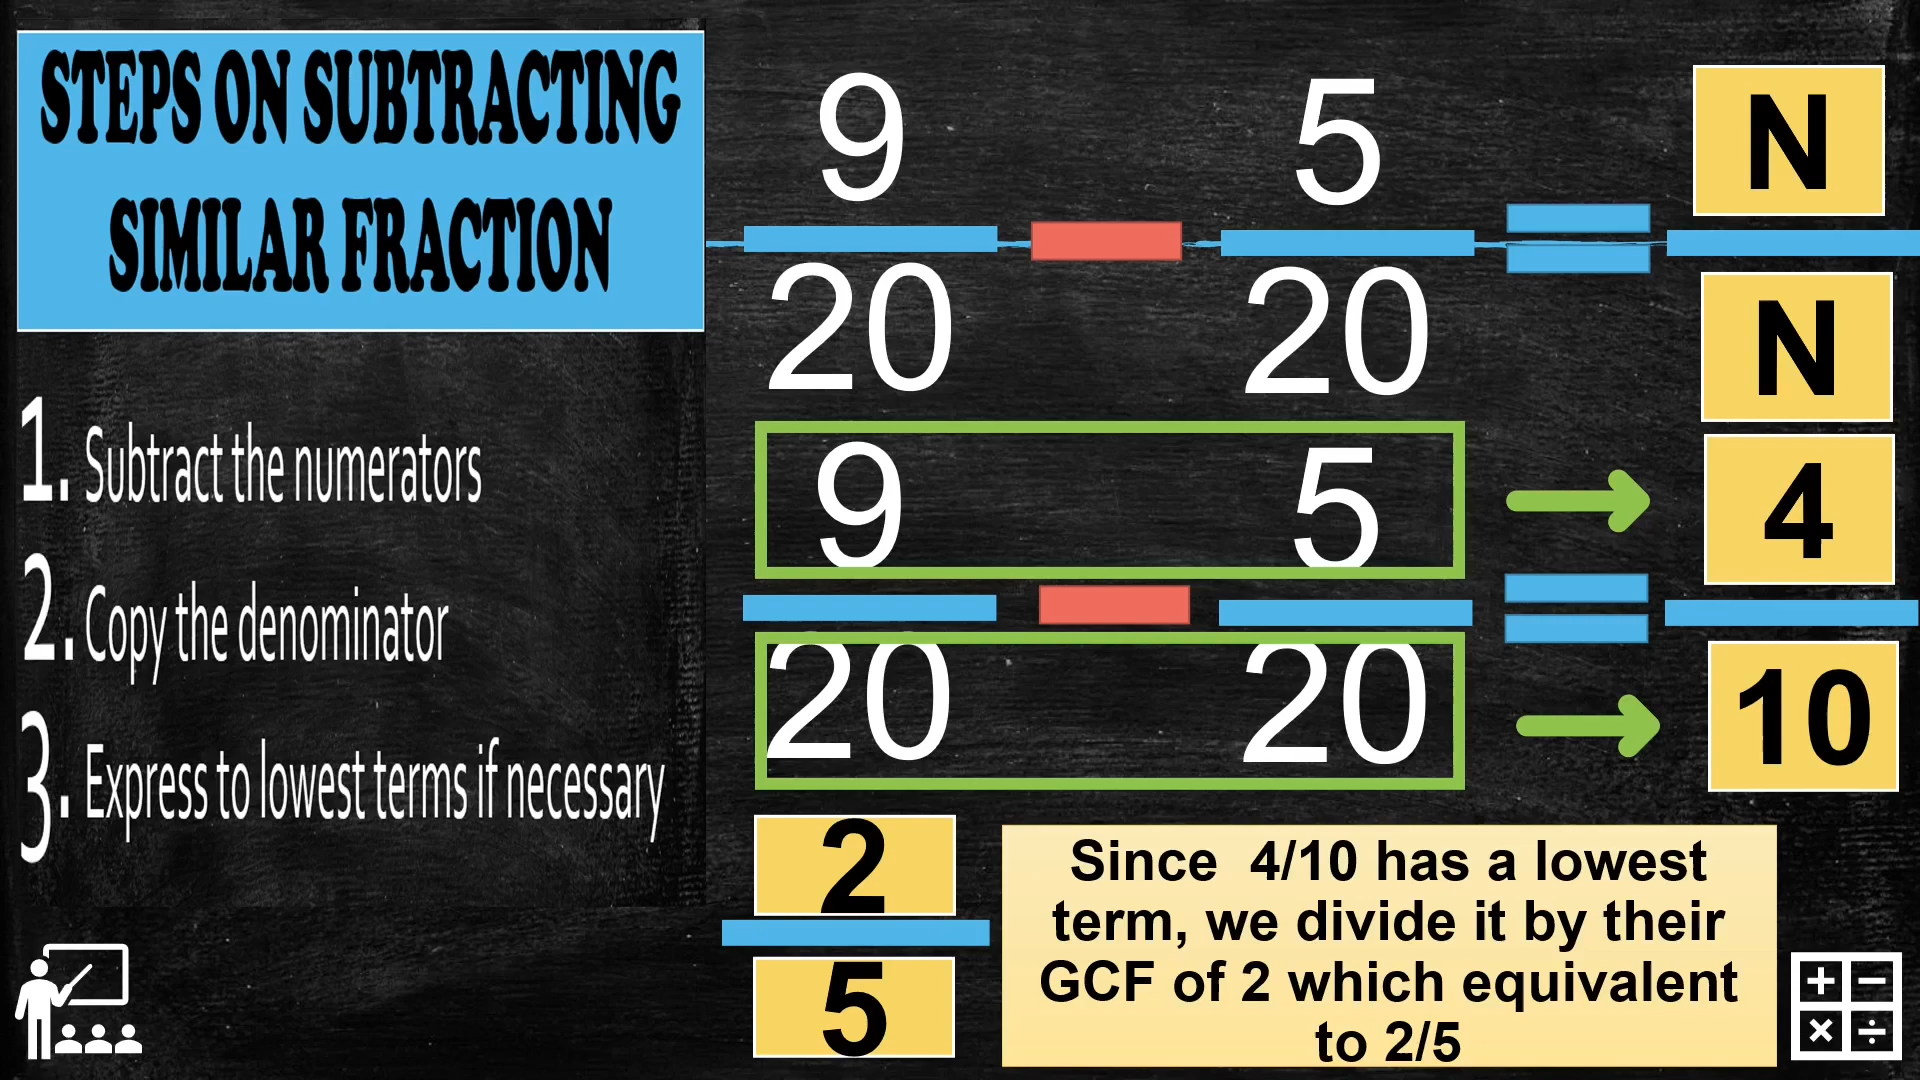 STEPS ON SUBTRACTING
SIMILAR FRACTION
1. Subtract the numerators
2. Copy the denominator
3. Express to lowest terms if necessary
9 5 N
20 20 N
9 5 4
20 20 10
2
5
Since 4/10 has a lowest
term, we divide it by their
GCF of 2 which equivalent
to 2/5